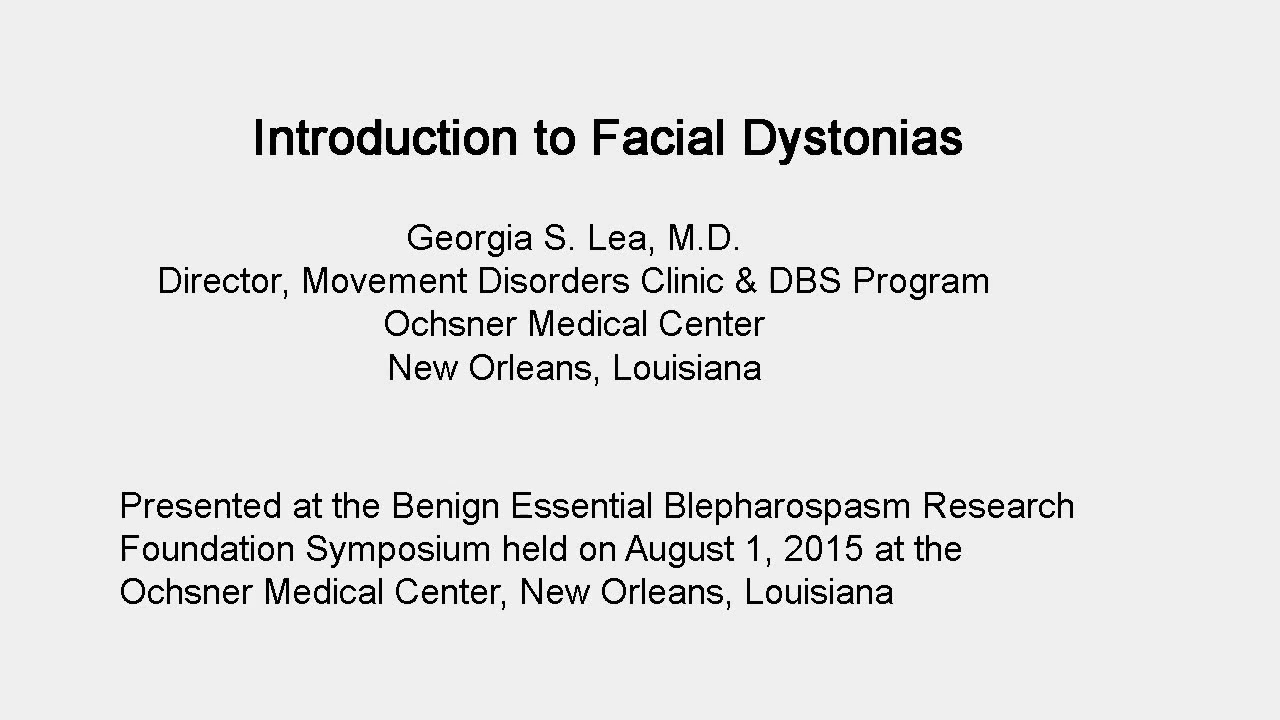 Introduction to Facial Dystonias
Georgia S. Lea, M.D.
Director, Movement Disorders Clinic & DBS Program
Ochsner Medical Center
New Orleans, Louisiana
Presented at the Benign Essential Blepharospasm Research
Foundation Symposium held on August 1, 2015 at the
Ochsner Medical Center, New Orleans, Louisiana